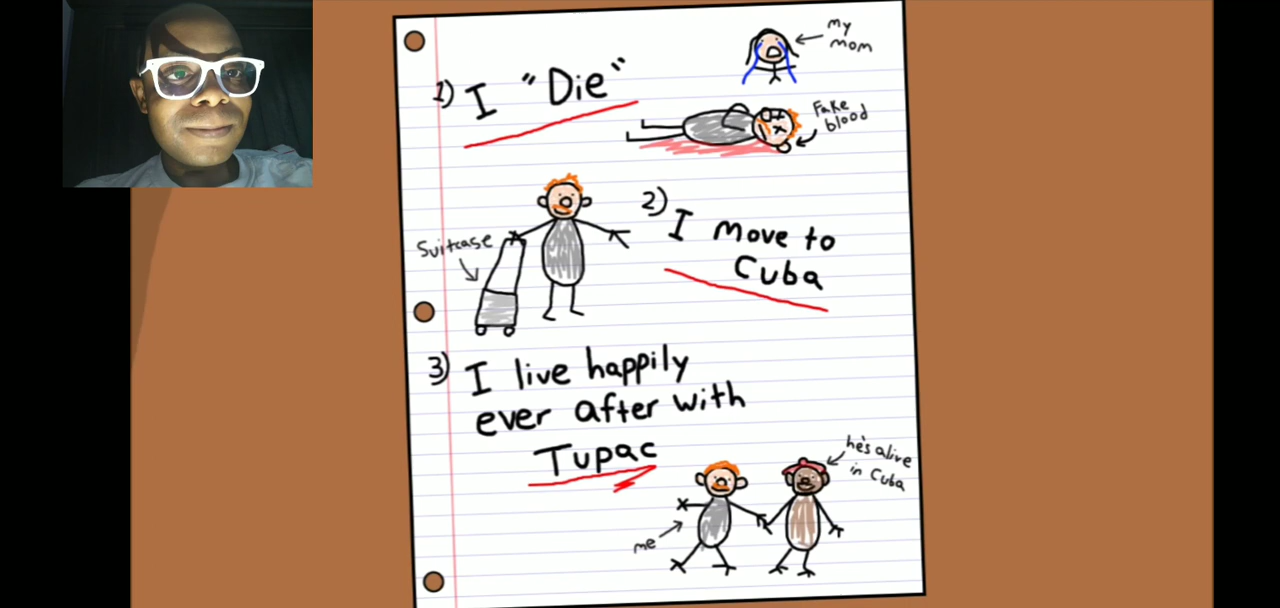 my
mom
1) I "Die"
Fake
blood
2) I move to
Cuba
Suitcase
3) I live happily
ever after with
Tupac
he's alive
in Cuba
me